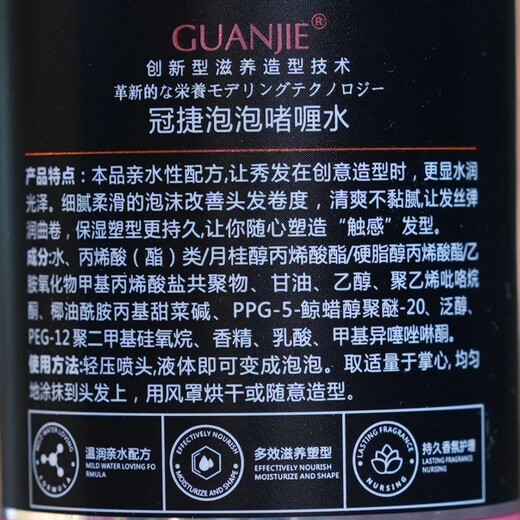 GUANJIE®
创新型滋养造型技术
革新的な栄養モデリングテクノロジー
冠捷泡泡啫喱水
产品特点：本品亲水性配方,让秀发在创意造型时，更显水润
光泽。细腻柔滑的泡沫改善头发卷度，清爽不黏腻,让发丝弹
润曲卷，保湿塑型更持久,让你随心塑造“触感”发型。
成分:水、丙烯酸（酯）类/月桂醇丙烯酸酯/硬脂醇丙烯酸酯/乙
胺氧化物甲基丙烯酸盐共聚物、甘油、乙醇、聚乙烯吡咯烷
酮、椰油酰胺丙基甜菜碱、PPG-5-鲸蜡醇聚醚-20、泛醇、
PEG-12聚二甲基硅氧烷、香精、乳酸、甲基异噻唑啉酮。
使用方法:轻压喷头,液体即可变成泡泡。取适量于掌心,均匀
地涂抹到头发上，用风罩烘干或随意造型。
MILD WATER LOVING
FORMULA
温润亲水配方
MILD WATER LOVING FO
RMULA
EFFECTIVELY NOURISH
MOISTURIZE AND SHAPE
多效滋养塑型
EFFECTIVELY NOURISH
MOISTURIZE AND SHAPE
LASTING FRAGRANCE
NURSING
持久香氛护理
LASTING FRAGRANCE
NURSING